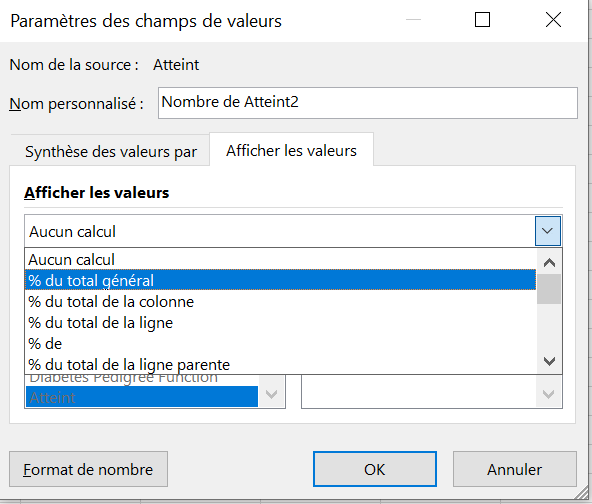 Paramètres des champs de valeurs
Nom de la source : Atteint
Nom personnalisé : Nombre de Atteint2
Synthèse des valeurs par
Afficher les valeurs
Afficher les valeurs
Aucun calcul
Aucun calcul
% du total général
% du total de la colonne
% du total de la ligne
% de
% du total de la ligne parente
Diabetes Pedigree Function
Atteint
Format de nombre
OK
Annuler